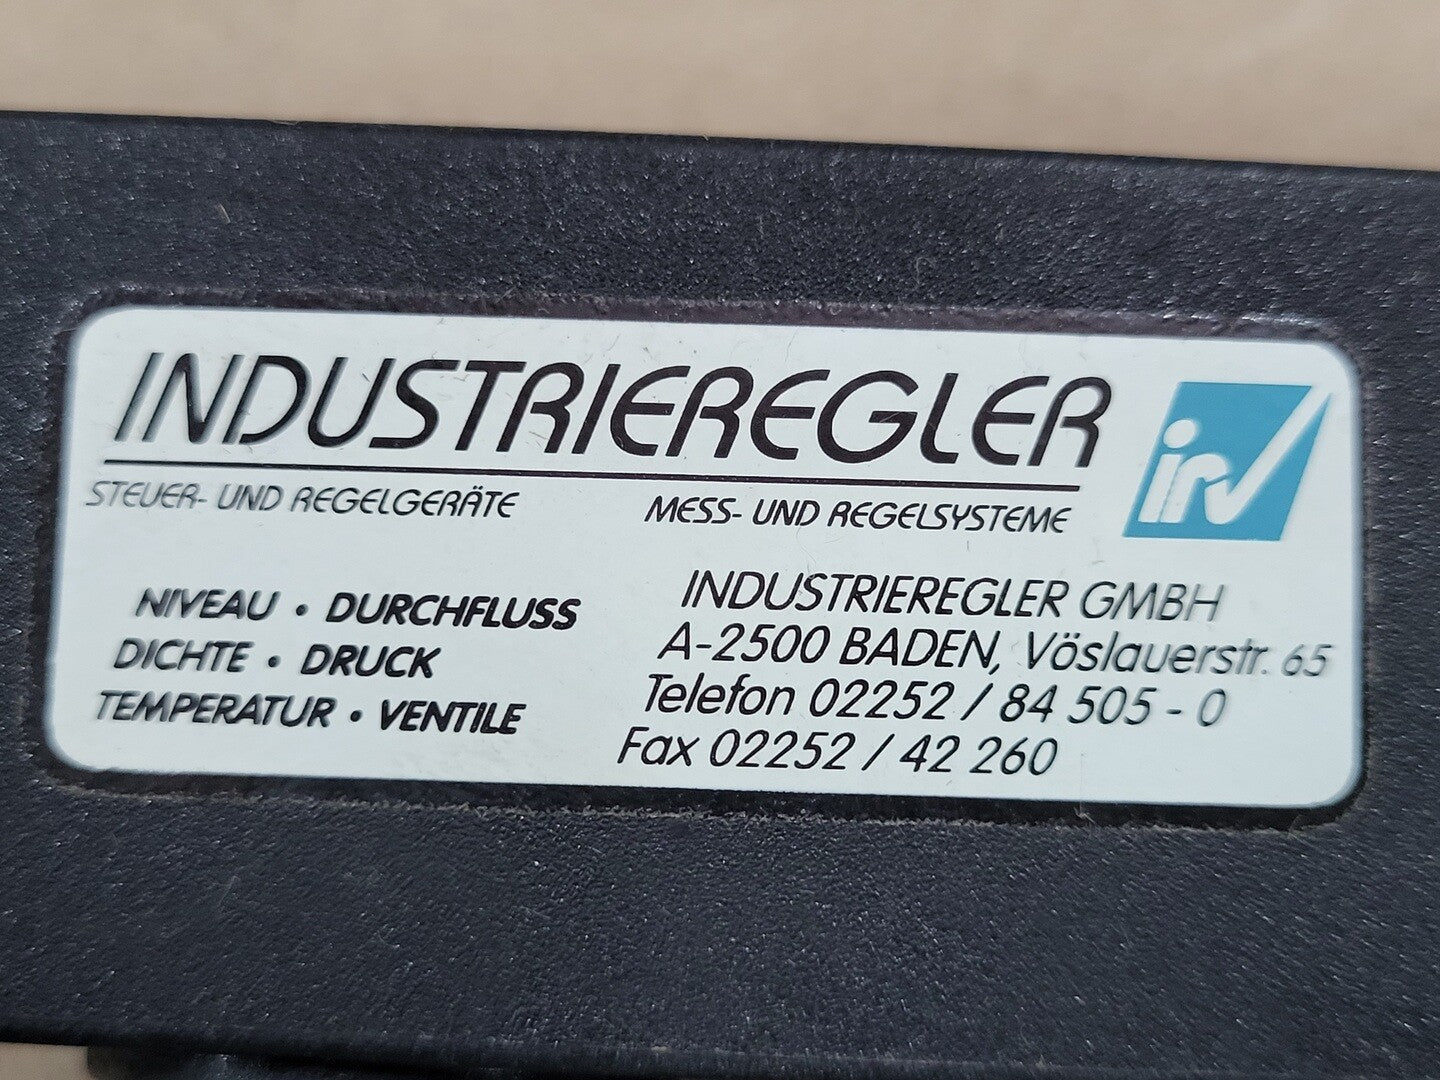 INDUSTRIEREGLER
irv
STEUER- UND REGELGERÄTE MESS- UND REGELSYSTEME
NIVEAU • DURCHFLUSS
DICHTE • DRUCK
TEMPERATUR • VENTILE
INDUSTRIEREGLER GMBH
A-2500 BADEN, Vöslauerstr. 65
Telefon 02252 / 84 505 - 0
Fax 02252 / 42 260